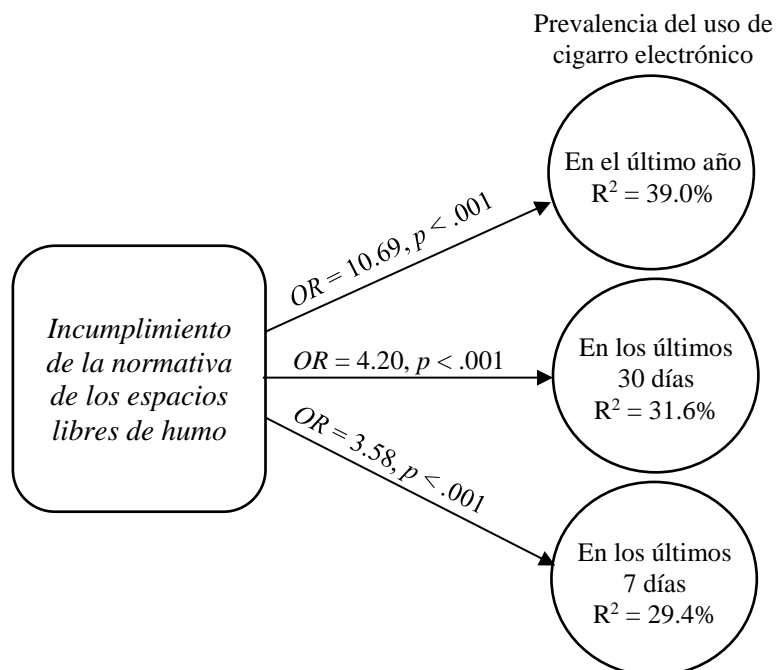 Prevalencia del uso de
cigarro electrónico
En el último año
R² = 39.0%
OR = 10.69, p < .001
Incumplimiento
de la normativa
de los espacios
libres de humo
OR = 4.20, p < .001
En los últimos
30 días
R² = 31.6%
OR = 3.58, p < .001
En los últimos
7 días
R² = 29.4%